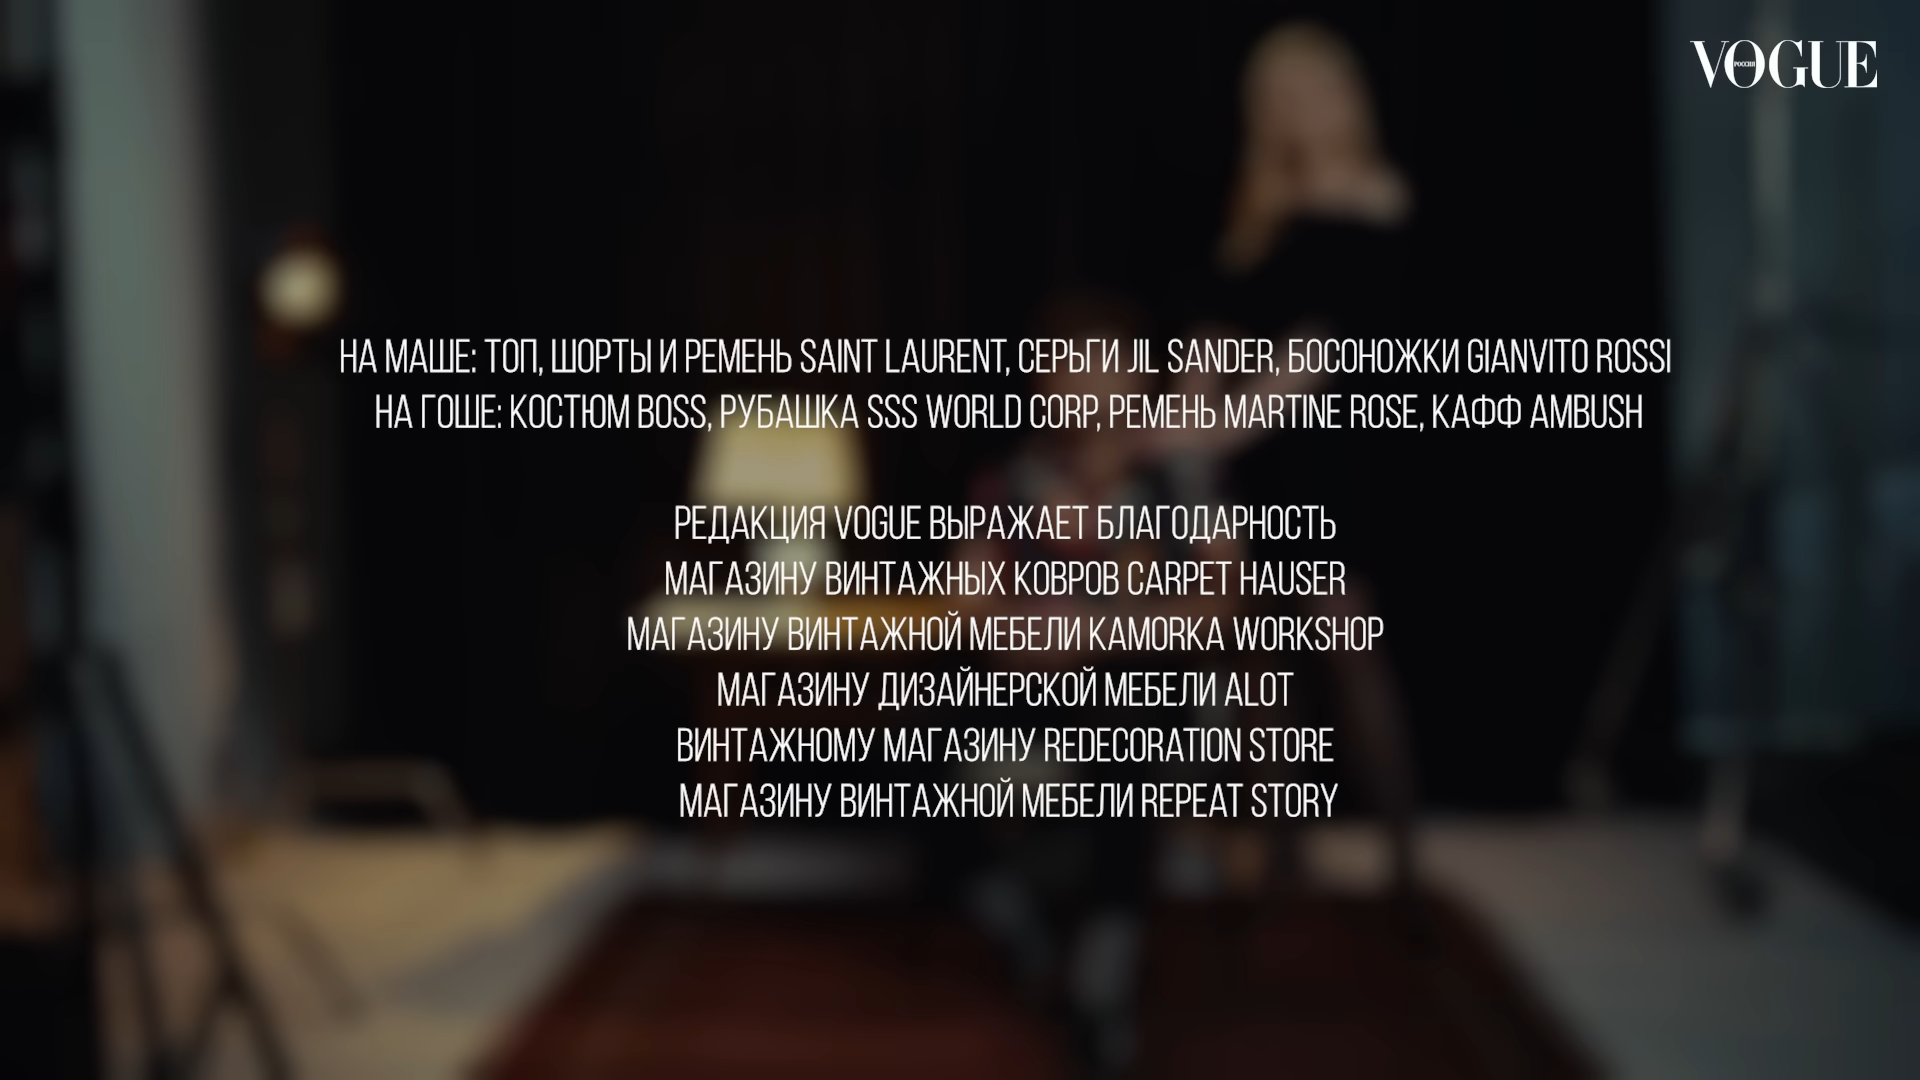 VOGUE
РОССИЯ
НА МАШЕ: ТОП, ШОРТЫ И РЕМЕНЬ SAINT LAURENT, СЕРЬГИ JIL SANDER, БОСОНОЖКИ GIANVITO ROSSI
НА ГОШЕ: КОСТЮМ BOSS, РУБАШКА SSS WORLD CORP, РЕМЕНЬ MARTINE ROSE, КАФФ AMBUSH
РЕДАКЦИЯ VOGUE ВЫРАЖАЕТ БЛАГОДАРНОСТЬ
МАГАЗИНУ ВИНТАЖНЫХ КОВРОВ CARPET HAUSER
МАГАЗИНУ ВИНТАЖНОЙ МЕБЕЛИ KAMORKA WORKSHOP
МАГАЗИНУ ДИЗАЙНЕРСКОЙ МЕБЕЛИ ALOT
ВИНТАЖНОМУ МАГАЗИНУ REDECORATION STORE
МАГАЗИНУ ВИНТАЖНОЙ МЕБЕЛИ REPEAT STORY